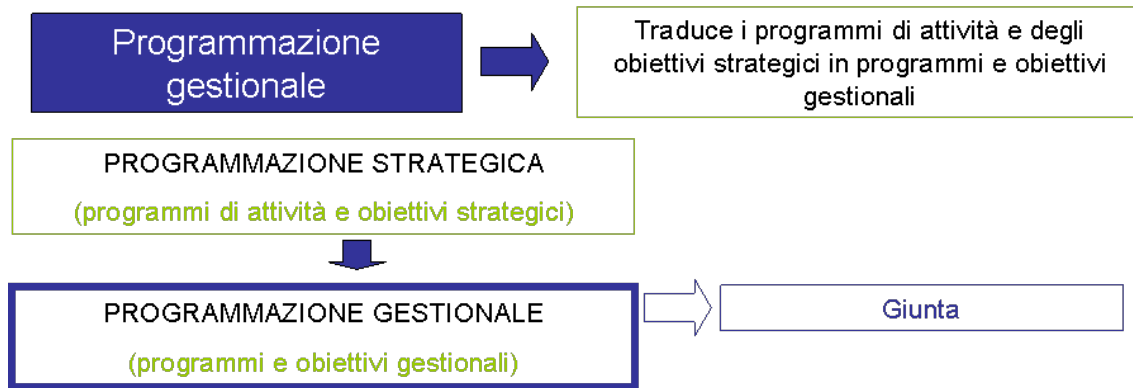 Programmazione
gestionale
Traduce i programmi di attività e degli
obiettivi strategici in programmi e obiettivi
gestionali
PROGRAMMAZIONE STRATEGICA
(programmi di attività e obiettivi strategici)
PROGRAMMAZIONE GESTIONALE
(programmi e obiettivi gestionali)
Giunta